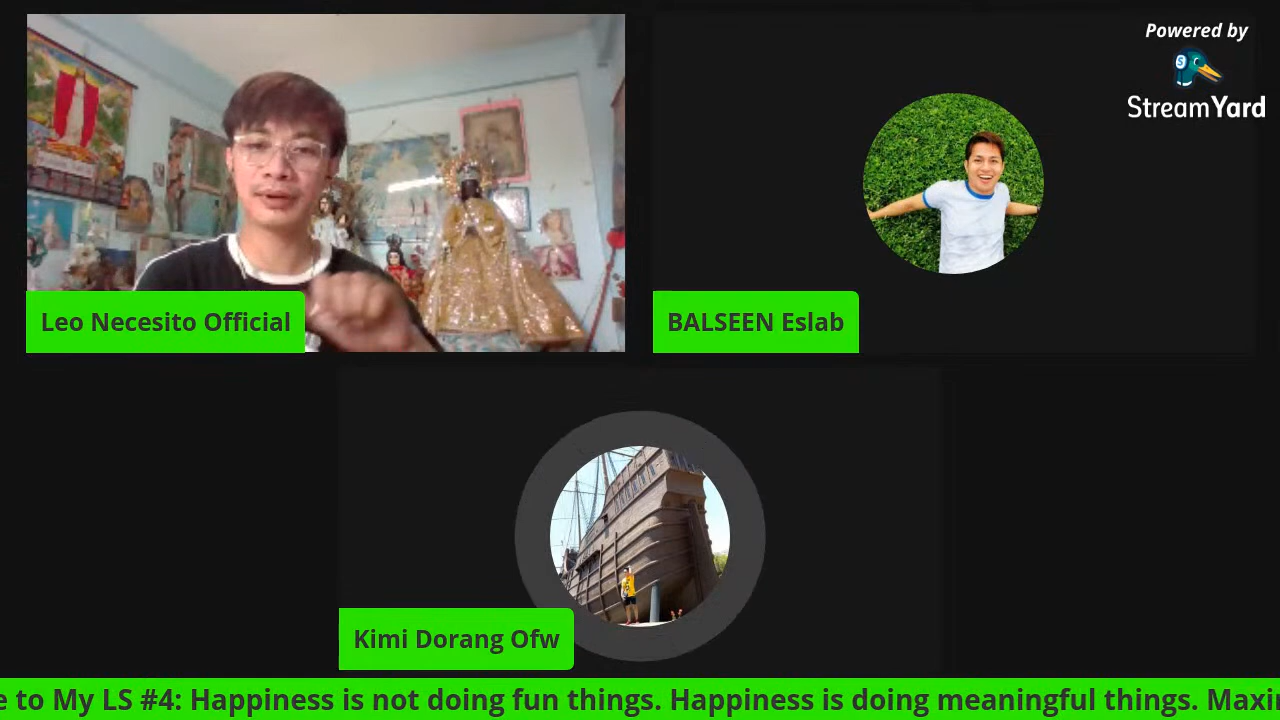 Powered by
StreamYard
Leo Necesito Official
BALSEEN Eslab
Kimi Dorang Ofw
e to My LS #4: Happiness is not doing fun things. Happiness is doing meaningful things. Maxi